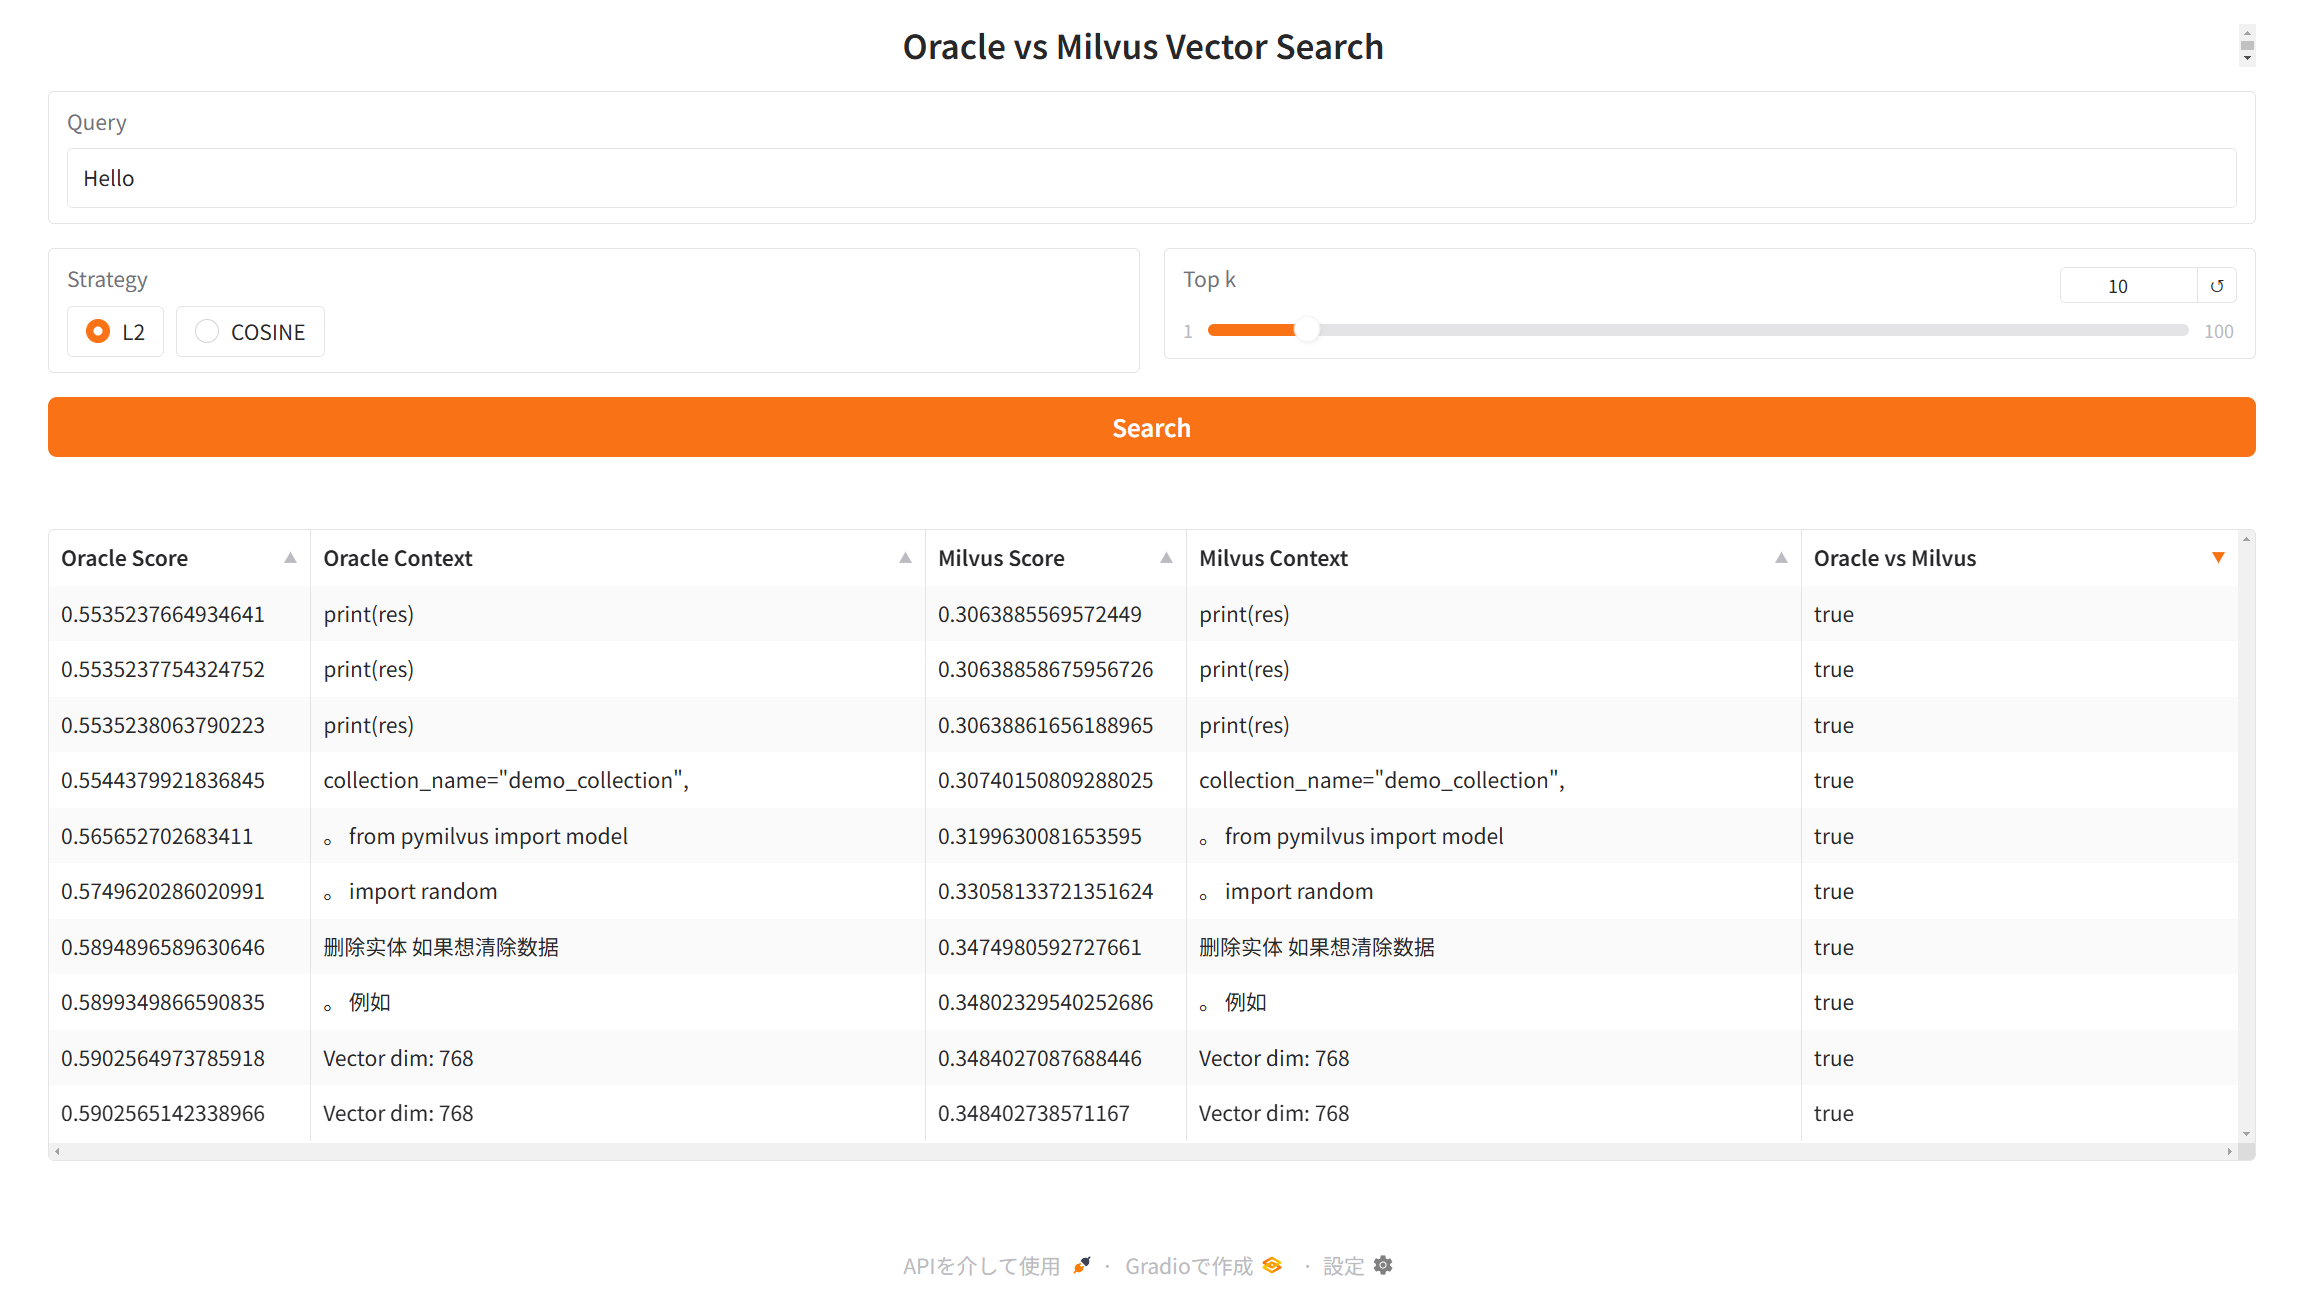 Oracle vs Milvus Vector Search
Query
Hello
Strategy
L2 COSINE
Top k 10
1 100
Search
Oracle Score Oracle Context Milvus Score Milvus Context Oracle vs Milvus
0.5535237664934641 print(res) 0.3063885569572449 print(res) true
0.5535237754324752 print(res) 0.30638858675956726 print(res) true
0.5535238063790223 print(res) 0.30638861656188965 print(res) true
0.5544379921836845 collection_name="demo_collection", 0.30740150809288025 collection_name="demo_collection", true
0.565652702683411 。 from pymilvus import model 0.3199630081653595 。 from pymilvus import model true
0.5749620286020991 。 import random 0.33058133721351624 。 import random true
0.5894896589630646 删除实体 如果想清除数据 0.3474980592727661 删除实体 如果想清除数据 true
0.5899349866590835 。 例如 0.34802329540252686 。 例如 true
0.5902564973785918 Vector dim: 768 0.3484027087688446 Vector dim: 768 true
0.5902565142338966 Vector dim: 768 0.348402738571167 Vector dim: 768 true
APIを介して使用 · Gradioで作成 · 設定